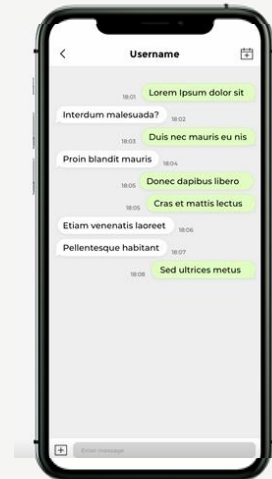 Username
Lorem Ipsum dolor sit
18:01
Interdum malesuada?
18:02
Duis nec mauris eu nis
18:03
Proin blandit mauris
18:04
Donec dapibus libero
18:05
Cras et mattis lectus
18:05
Etiam venenatis laoreet
18:06
Pellentesque habitant
18:07
Sed ultrices metus
18:08
Enter message